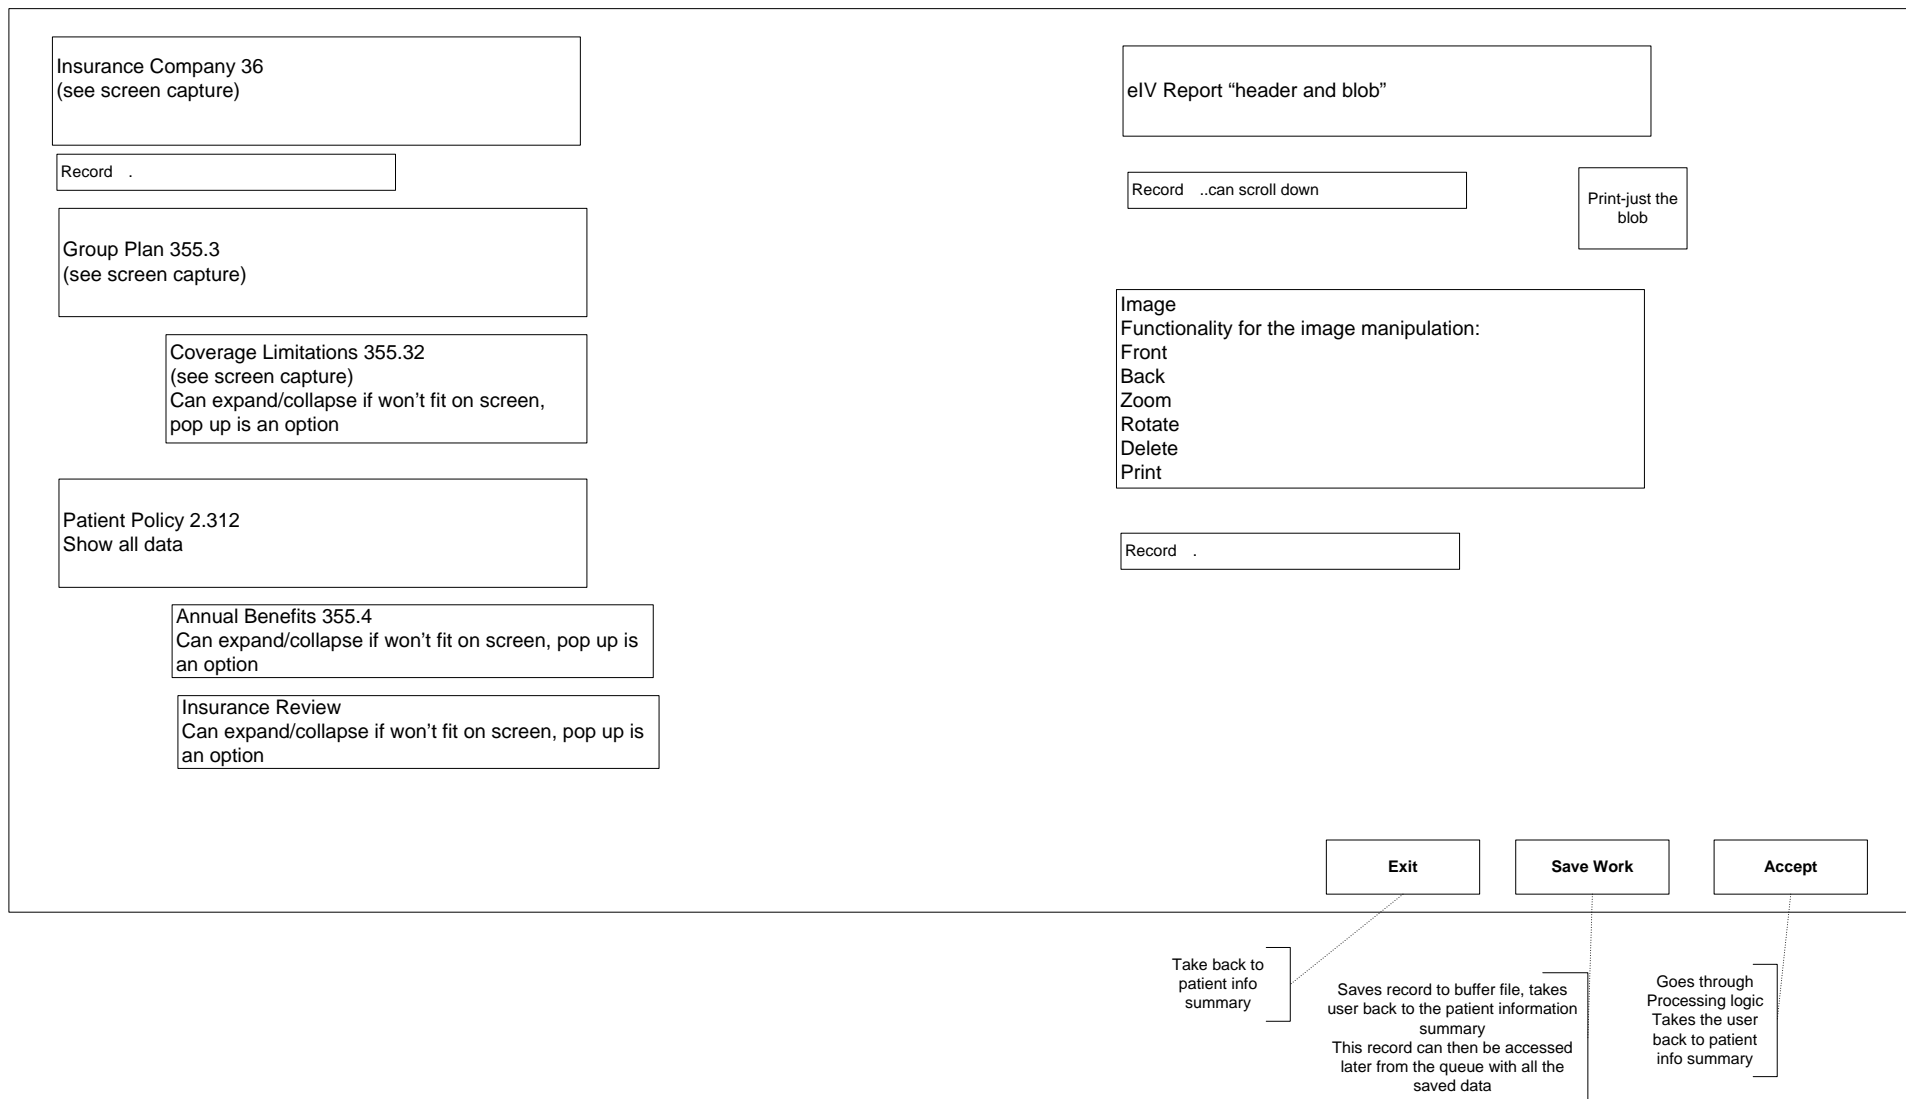 Insurance Company 36
(see screen capture)
Record .
Group Plan 355.3
(see screen capture)
Coverage Limitations 355.32
(see screen capture)
Can expand/collapse if won’t fit on screen,
pop up is an option
Patient Policy 2.312
Show all data
Annual Benefits 355.4
Can expand/collapse if won’t fit on screen, pop up is
an option
Insurance Review
Can expand/collapse if won’t fit on screen, pop up is
an option
eIV Report “header and blob”
Record ..can scroll down
Print-just the
blob
Image
Functionality for the image manipulation:
Front
Back
Zoom
Rotate
Delete
Print
Record .
Exit
Save Work
Accept
Take back to
patient info
summary
Saves record to buffer file, takes
user back to the patient information
summary
This record can then be accessed
later from the queue with all the
saved data
Goes through
Processing logic
Takes the user
back to patient
info summary